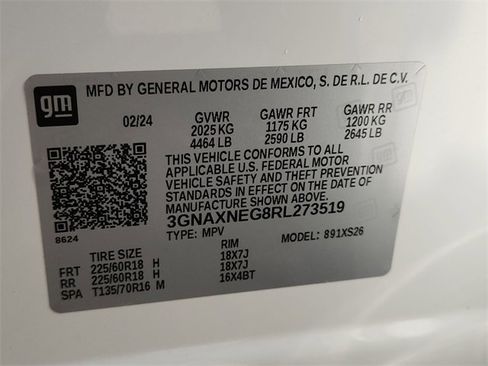 gm
MFD BY GENERAL MOTORS DE MEXICO, S. DE R.L. DE C.V.
02/24 GVWR GAWR FRT GAWR RR
2025 KG 1175 KG 1200 KG
4464 LB 2590 LB 2645 LB
THIS VEHICLE CONFORMS TO ALL
APPLICABLE U.S. FEDERAL MOTOR
VEHICLE SAFETY AND THEFT PREVENTION
STANDARDS IN EFFECT ON THE DATE OF
MANUFACTURE SHOWN ABOVE.
3GNAXNEG8RL273519
8624 TYPE: MPV MODEL: 891XS26
TIRE SIZE RIM
FRT 225/60R18 H 18X7J
RR 225/60R18 H 18X7J
SPA T135/70R16 M 16X4BT